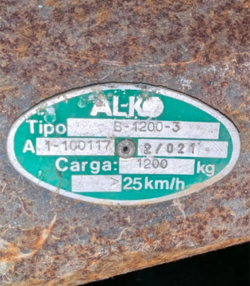 AL-KO
Tipo B-1200-3
A 1-100117 2/021
Carga: 1200 kg
>25km/h